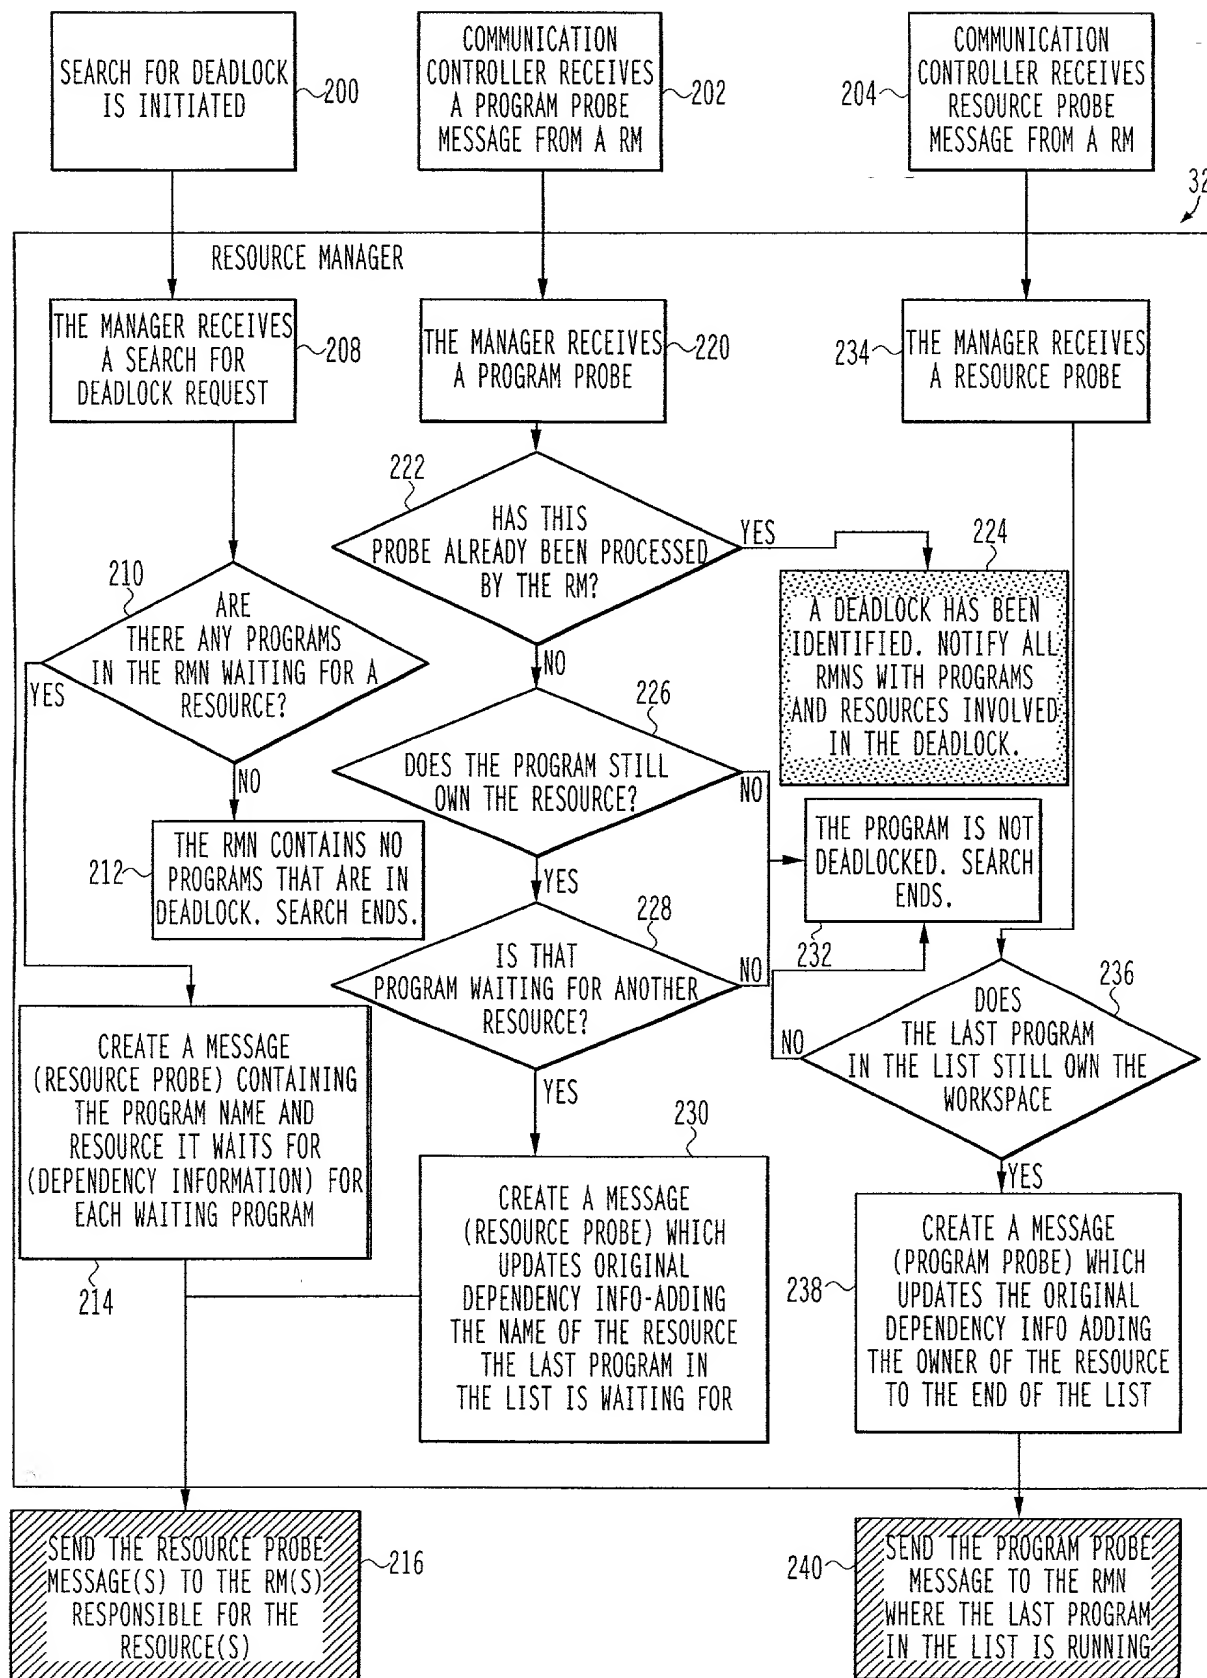 SEARCH FOR DEADLOCK
IS INITIATED
200
COMMUNICATION
CONTROLLER RECEIVES
A PROGRAM PROBE
MESSAGE FROM A RM
202
COMMUNICATION
CONTROLLER RECEIVES
RESOURCE PROBE
MESSAGE FROM A RM
204
32
RESOURCE MANAGER
THE MANAGER RECEIVES
A SEARCH FOR
DEADLOCK REQUEST
208
THE MANAGER RECEIVES
A PROGRAM PROBE
220
234
THE MANAGER RECEIVES
A RESOURCE PROBE
222
HAS THIS
PROBE ALREADY BEEN PROCESSED
BY THE RM?
YES
NO
224
A DEADLOCK HAS BEEN
IDENTIFIED. NOTIFY ALL
RMNS WITH PROGRAMS
AND RESOURCES INVOLVED
IN THE DEADLOCK.
210
ARE
THERE ANY PROGRAMS
IN THE RMN WAITING FOR A
RESOURCE?
YES
NO
226
DOES THE PROGRAM STILL
OWN THE RESOURCE?
NO
YES
212
THE RMN CONTAINS NO
PROGRAMS THAT ARE IN
DEADLOCK. SEARCH ENDS.
THE PROGRAM IS NOT
DEADLOCKED. SEARCH
ENDS.
232
228
IS THAT
PROGRAM WAITING FOR ANOTHER
RESOURCE?
NO
YES
236
DOES
THE LAST PROGRAM
IN THE LIST STILL OWN THE
WORKSPACE
NO
YES
CREATE A MESSAGE
(RESOURCE PROBE) CONTAINING
THE PROGRAM NAME AND
RESOURCE IT WAITS FOR
(DEPENDENCY INFORMATION) FOR
EACH WAITING PROGRAM
214
230
CREATE A MESSAGE
(RESOURCE PROBE) WHICH
UPDATES ORIGINAL
DEPENDENCY INFO-ADDING
THE NAME OF THE RESOURCE
THE LAST PROGRAM IN
THE LIST IS WAITING FOR
238
CREATE A MESSAGE
(PROGRAM PROBE) WHICH
UPDATES THE ORIGINAL
DEPENDENCY INFO ADDING
THE OWNER OF THE RESOURCE
TO THE END OF THE LIST
SEND THE RESOURCE PROBE
MESSAGE(S) TO THE RM(S)
RESPONSIBLE FOR THE
RESOURCE(S)
216
240
SEND THE PROGRAM PROBE
MESSAGE TO THE RMN
WHERE THE LAST PROGRAM
IN THE LIST IS RUNNING